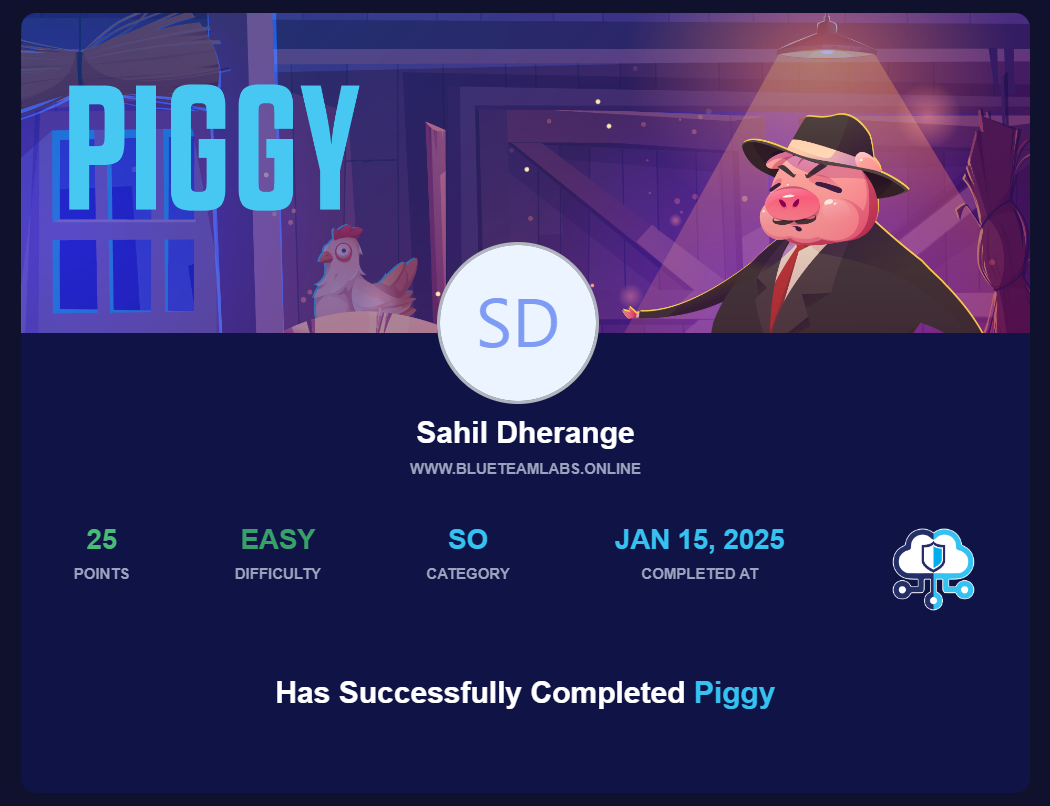 PIGGY
SD
Sahil Dherange
WWW.BLUETEAMLABS.ONLINE
25 EASY SO JAN 15, 2025
POINTS DIFFICULTY CATEGORY COMPLETED AT
Has Successfully Completed Piggy